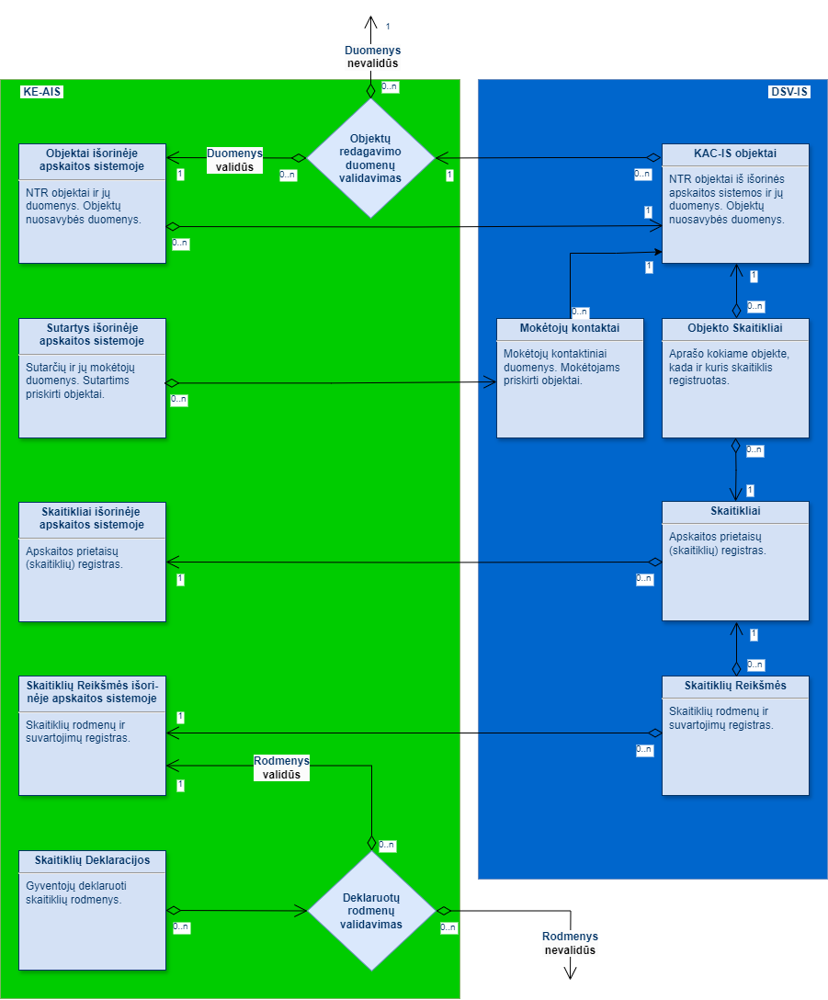 1
Duomenys
nevalidūs
0..n
KE-AIS
DSV-IS
Objektų
redagavimo
duomenų
validavimas
Objektai išorinėje
apskaitos sistemoje
NTR objektai ir jų
duomenys. Objektų
nuosavybės duomenys.
Duomenys
validūs
1
0..n
1
0..n
KAC-IS objektai
NTR objektai iš išorinės
apskaitos sistemos ir jų
duomenys. Objektų
nuosavybės duomenys.
0..n
1
1
1
0..n
0..n
Sutartys išorinėje
apskaitos sistemoje
Sutarčių ir jų mokėtojų
duomenys. Sutartims
priskirti objektai.
0..n
Mokėtojų kontaktai
Mokėtojų kontaktiniai
duomenys. Mokėtojams
priskirti objektai.
Objekto Skaitikliai
Aprašo kokiame objekte,
kada ir kuris skaitiklis
registruotas.
0..n
1
Skaitikliai išorinėje
apskaitos sistemoje
Apskaitos prietaisų
(skaitiklių) registras.
1
0..n
Skaitikliai
Apskaitos prietaisų
(skaitiklių) registras.
1
0..n
Skaitiklių Reikšmės išori-
nėje apskaitos sistemoje
Skaitiklių rodmenų ir
suvartojimų registras.
1
0..n
Skaitiklių Reikšmės
Skaitiklių rodmenų ir
suvartojimų registras.
Rodmenys
validūs
1
0..n
Skaitiklių Deklaracijos
Gyventojų deklaruoti
skaitiklių rodmenys.
0..n
Deklaruotų
rodmenų
validavimas
0..n
Rodmenys
nevalidūs